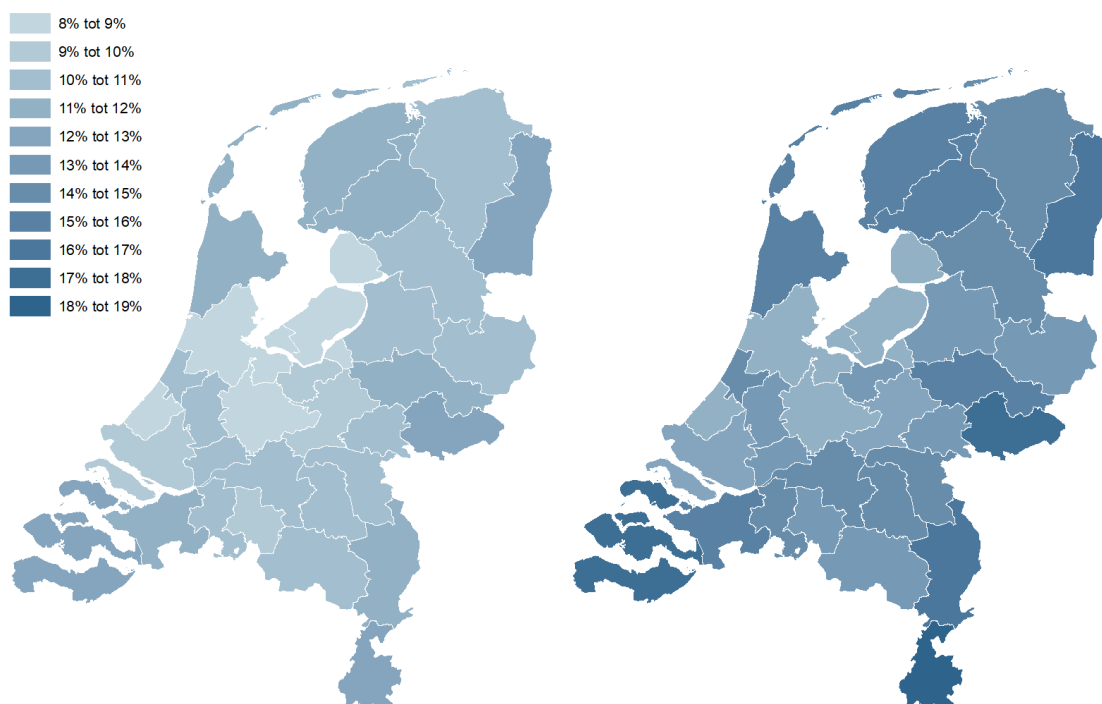 8% tot 9%
9% tot 10%
10% tot 11%
11% tot 12%
12% tot 13%
13% tot 14%
14% tot 15%
15% tot 16%
16% tot 17%
17% tot 18%
18% tot 19%